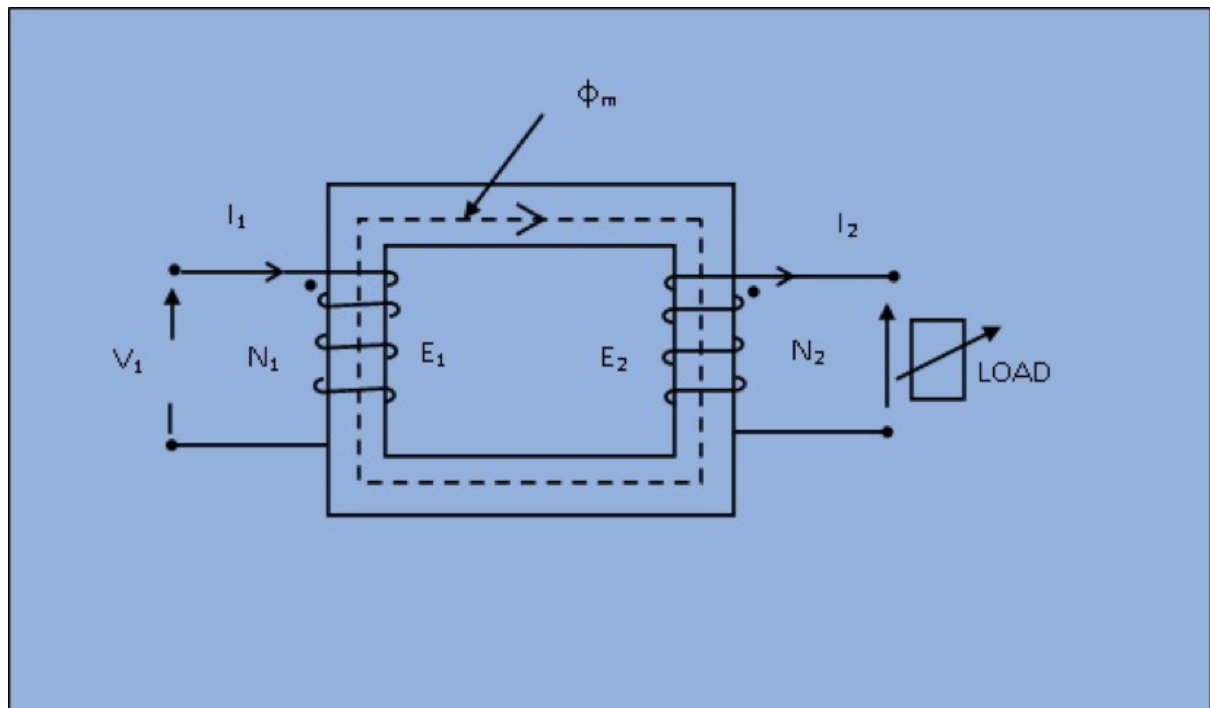 ϕₘ
I₁
I₂
V₁
N₁
E₁
E₂
N₂
LOAD